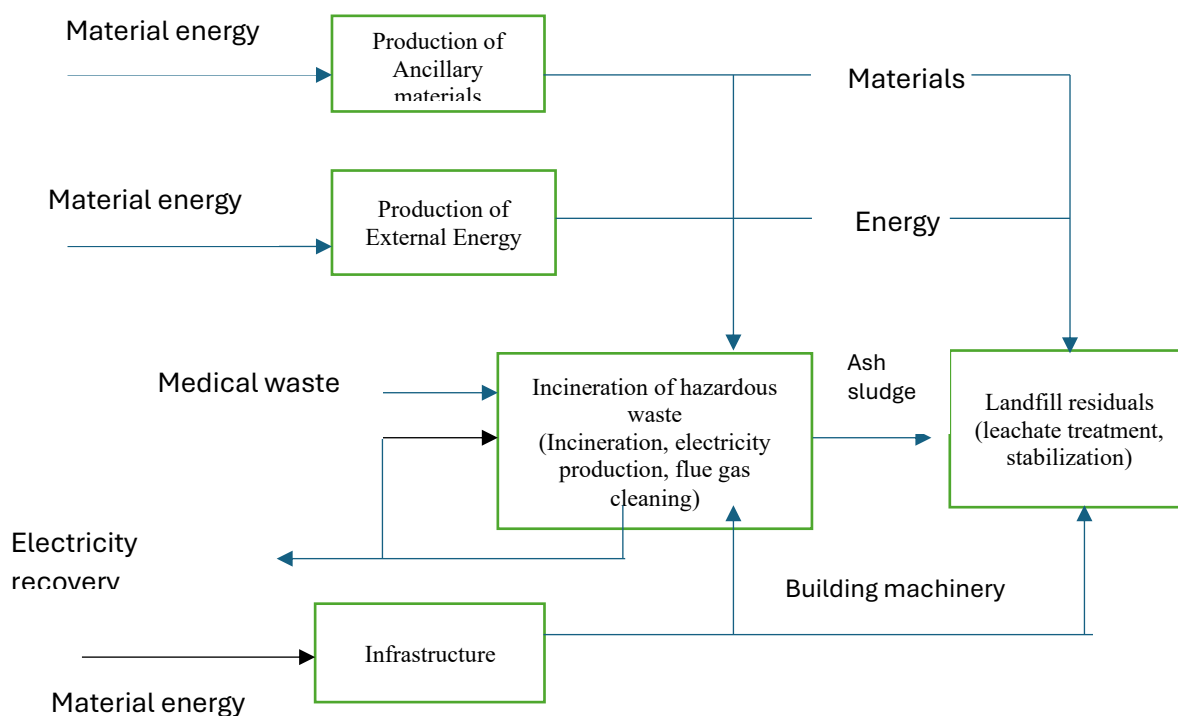 Material energy
Production of
Ancillary
materials
Materials
Material energy
Production of
External Energy
Energy
Medical waste
Incineration of hazardous
waste
(Incineration, electricity
production, flue gas
cleaning)
Ash
sludge
Landfill residuals
(leachate treatment,
stabilization)
Electricity
recovery
Building machinery
Infrastructure
Material energy